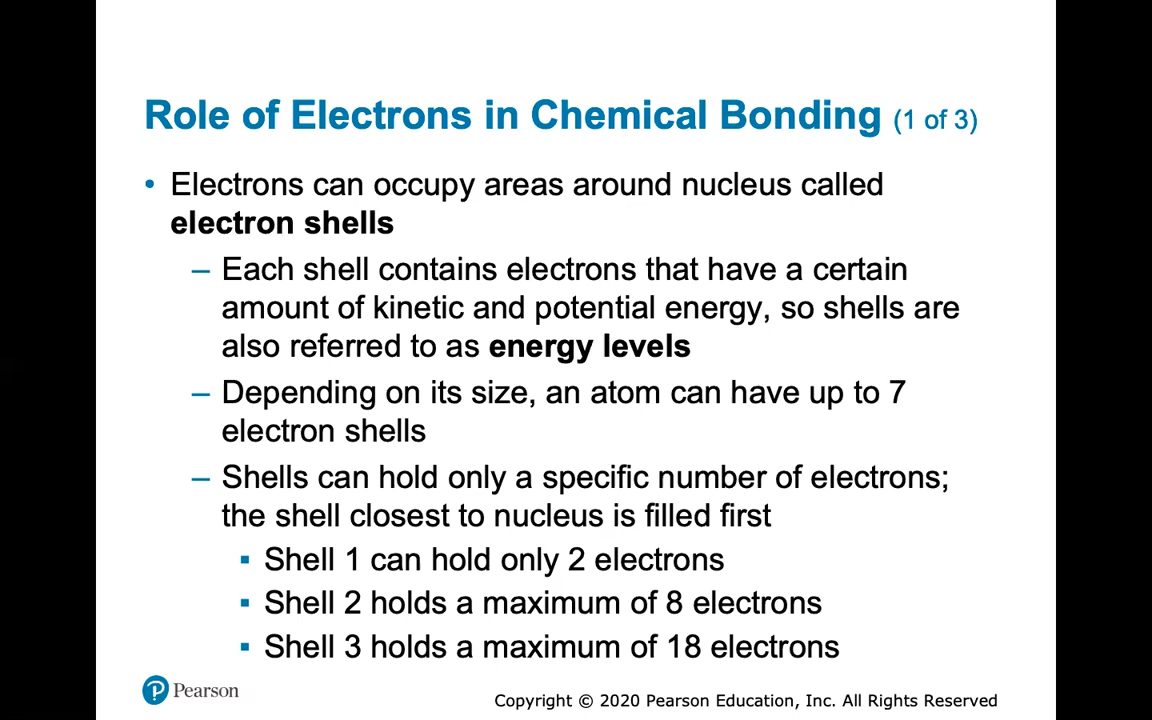 Role of Electrons in Chemical Bonding (1 of 3)
• Electrons can occupy areas around nucleus called
electron shells
– Each shell contains electrons that have a certain
amount of kinetic and potential energy, so shells are
also referred to as energy levels
– Depending on its size, an atom can have up to 7
electron shells
– Shells can hold only a specific number of electrons;
the shell closest to nucleus is filled first
▪ Shell 1 can hold only 2 electrons
▪ Shell 2 holds a maximum of 8 electrons
▪ Shell 3 holds a maximum of 18 electrons
P Pearson
Copyright © 2020 Pearson Education, Inc. All Rights Reserved